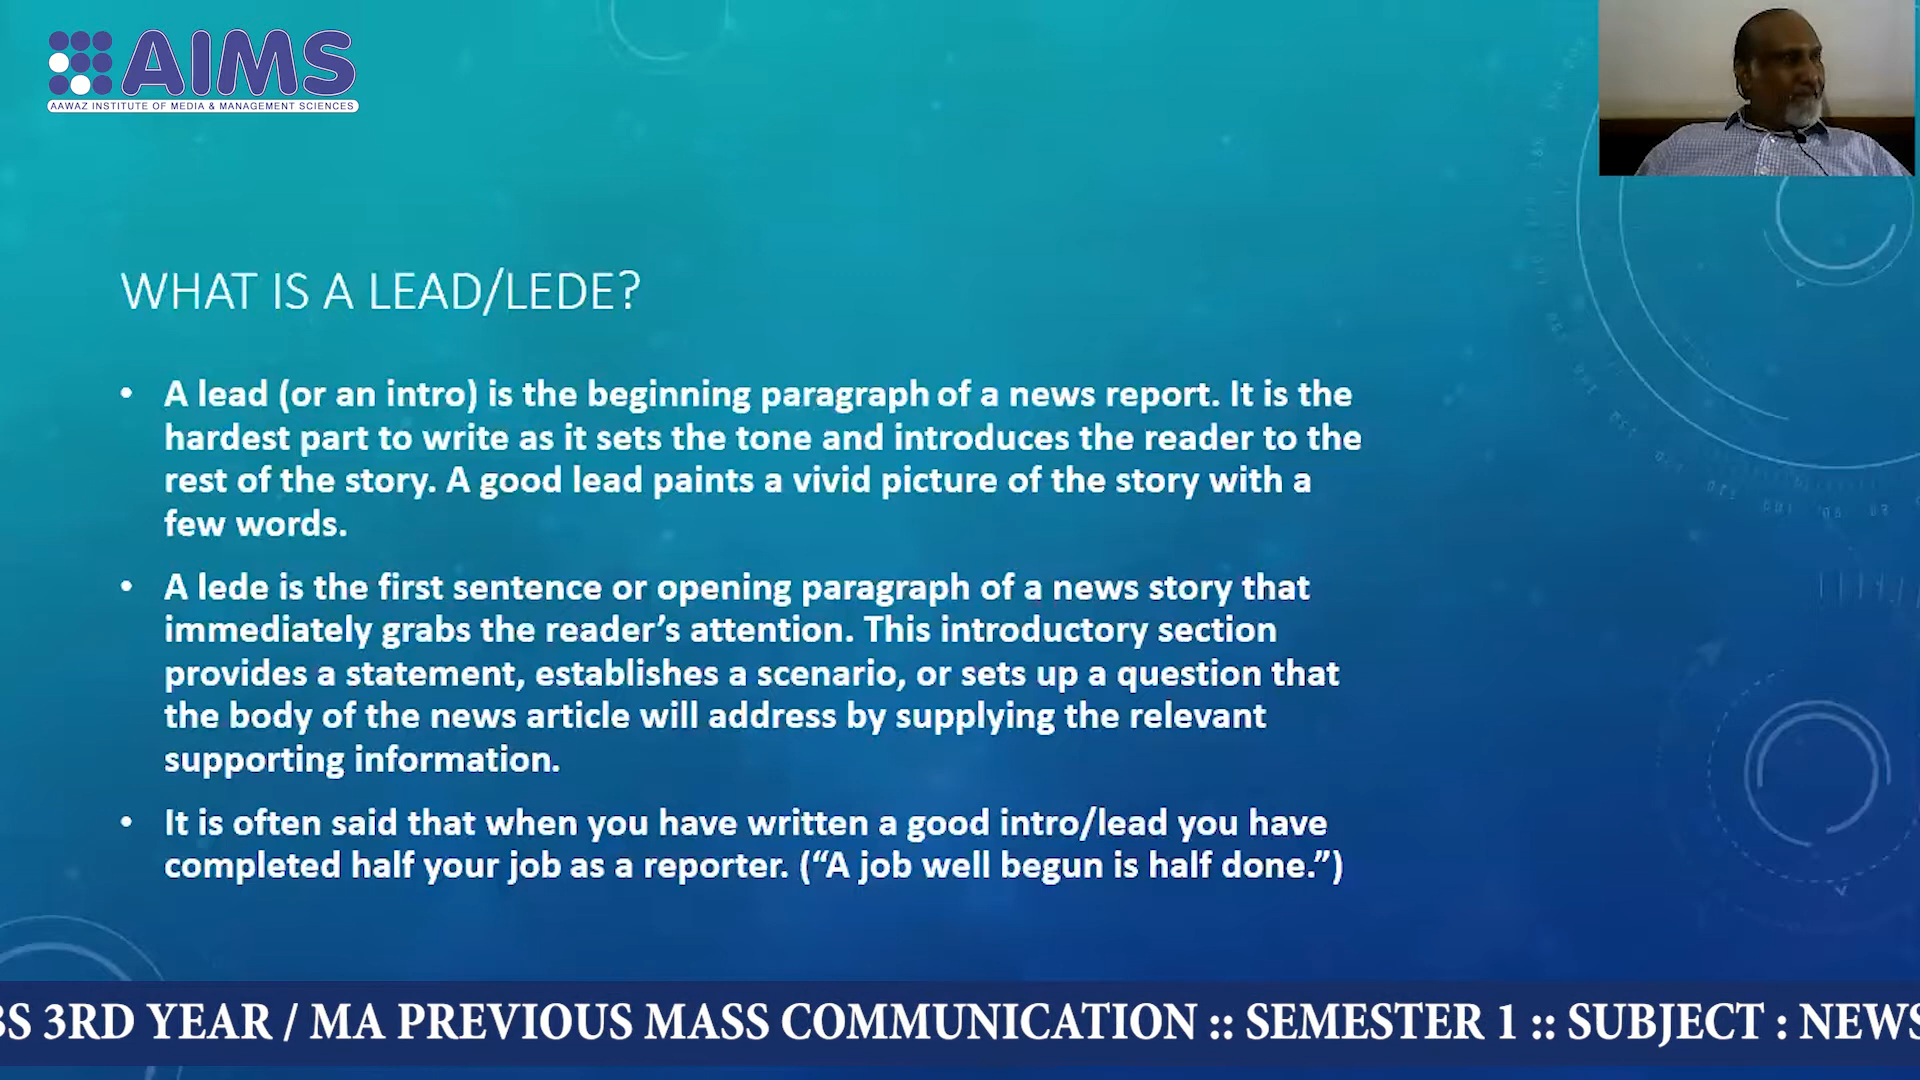 AIMS
AAWAZ INSTITUTE OF MEDIA & MANAGEMENT SCIENCES
WHAT IS A LEAD/LEDE?
• A lead (or an intro) is the beginning paragraph of a news report. It is the
hardest part to write as it sets the tone and introduces the reader to the
rest of the story. A good lead paints a vivid picture of the story with a
few words.
• A lede is the first sentence or opening paragraph of a news story that
immediately grabs the reader’s attention. This introductory section
provides a statement, establishes a scenario, or sets up a question that
the body of the news article will address by supplying the relevant
supporting information.
• It is often said that when you have written a good intro/lead you have
completed half your job as a reporter. (“A job well begun is half done.”)
3RD YEAR / MA PREVIOUS MASS COMMUNICATION :: SEMESTER 1 :: SUBJECT : NEWS